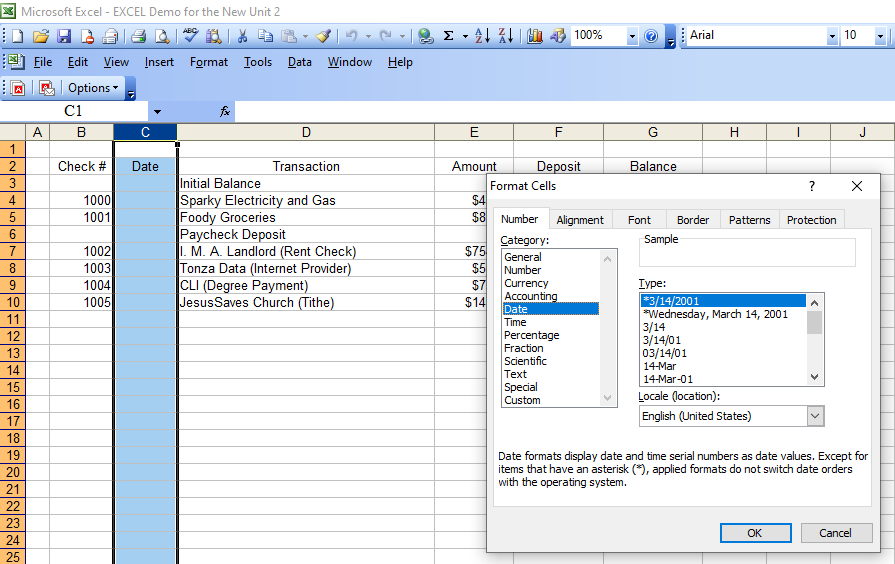 Microsoft Excel - EXCEL Demo for the New Unit 2
ABC Σ A Z Z A 100% ? Arial 10
File Edit View Insert Format Tools Data Window Help
Options
C1 fx
A B C D E F G H I J
1
2 Check # Date Transaction Amount Deposit Balance
3 Initial Balance
4 1000 Sparky Electricity and Gas $4
5 1001 Foody Groceries $8
6 Paycheck Deposit
7 1002 I. M. A. Landlord (Rent Check) $75
8 1003 Tonza Data (Internet Provider) $5
9 1004 CLI (Degree Payment) $7
10 1005 JesusSaves Church (Tithe) $14
11
12
13
14
15
16
17
18
19
20
21
22
23
24
25
Format Cells ?
Number Alignment Font Border Patterns Protection
Category:
General
Number
Currency
Accounting
Date
Time
Percentage
Fraction
Scientific
Text
Special
Custom
Sample
Type:
*3/14/2001
*Wednesday, March 14, 2001
3/14
3/14/01
03/14/01
14-Mar
14-Mar-01
Locale (location):
English (United States)
Date formats display date and time serial numbers as date values. Except for
items that have an asterisk (*), applied formats do not switch date orders
with the operating system.
OK Cancel